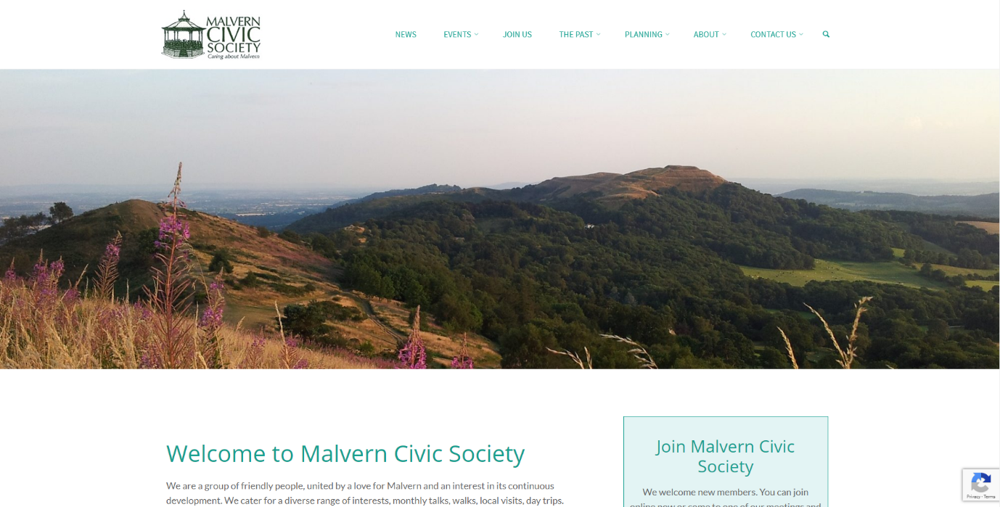 MALVERN
CIVIC
SOCIETY
Caring about Malvern
NEWS EVENTS JOIN US THE PAST PLANNING ABOUT CONTACT US
Welcome to Malvern Civic Society
We are a group of friendly people, united by a love for Malvern and an interest in its continuous
development. We cater for a diverse range of interests, monthly talks, walks, local visits, day trips.
Join Malvern Civic
Society
We welcome new members. You can join
online now or come to one of our meetings and
Privacy - Terms